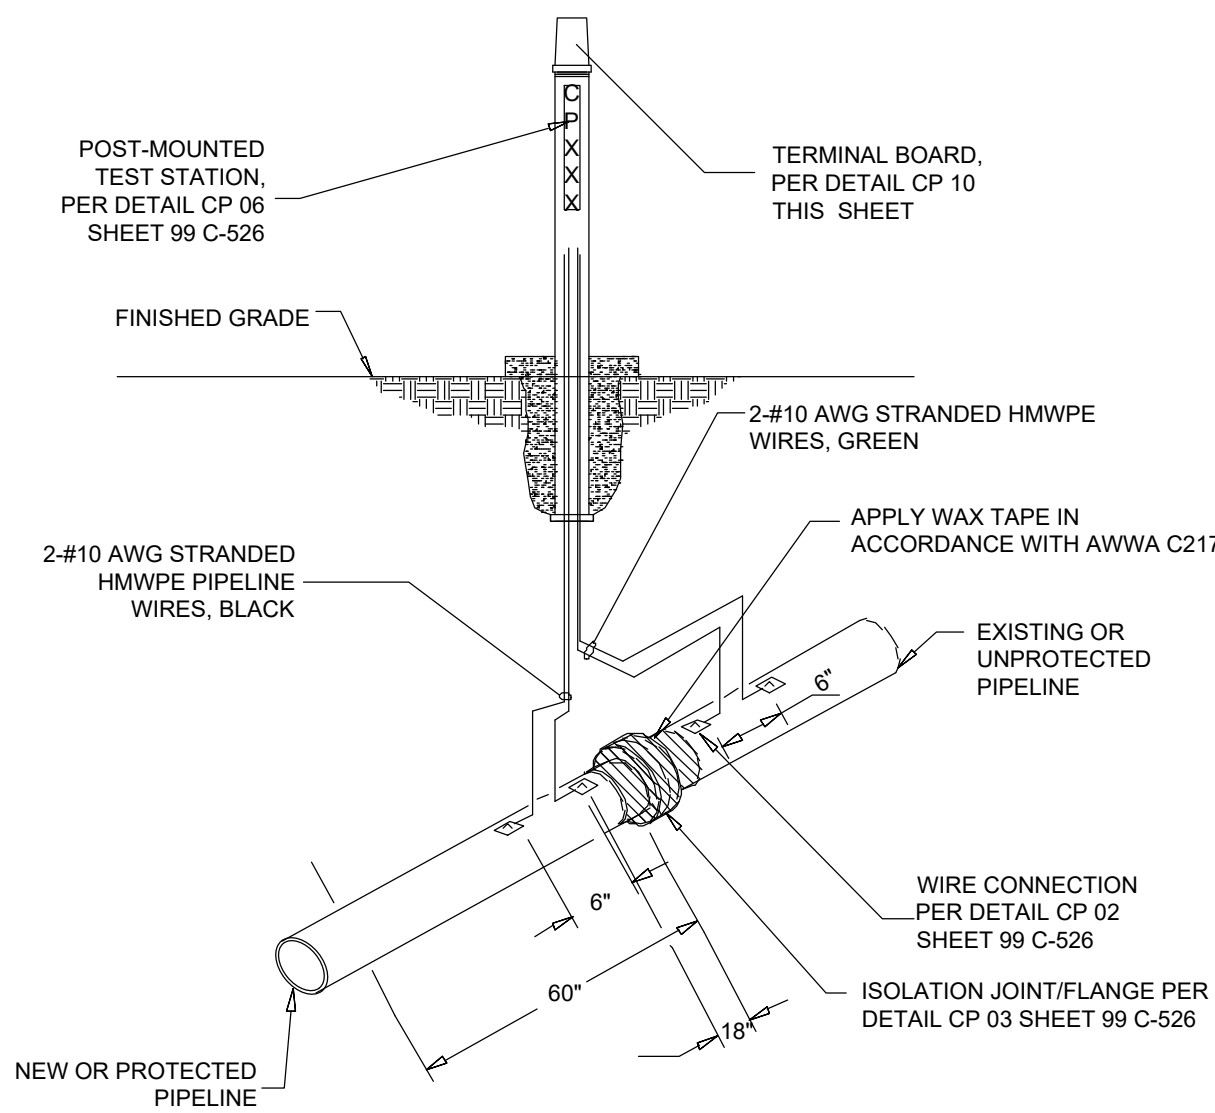 C
P
X
X
X
POST-MOUNTED
TEST STATION,
PER DETAIL CP 06
SHEET 99 C-526
TERMINAL BOARD,
PER DETAIL CP 10
THIS SHEET
FINISHED GRADE
2-#10 AWG STRANDED HMWPE
WIRES, GREEN
APPLY WAX TAPE IN
ACCORDANCE WITH AWWA C217
2-#10 AWG STRANDED
HMWPE PIPELINE
WIRES, BLACK
EXISTING OR
UNPROTECTED
PIPELINE
6"
6"
60"
18"
WIRE CONNECTION
PER DETAIL CP 02
SHEET 99 C-526
ISOLATION JOINT/FLANGE PER
DETAIL CP 03 SHEET 99 C-526
NEW OR PROTECTED
PIPELINE